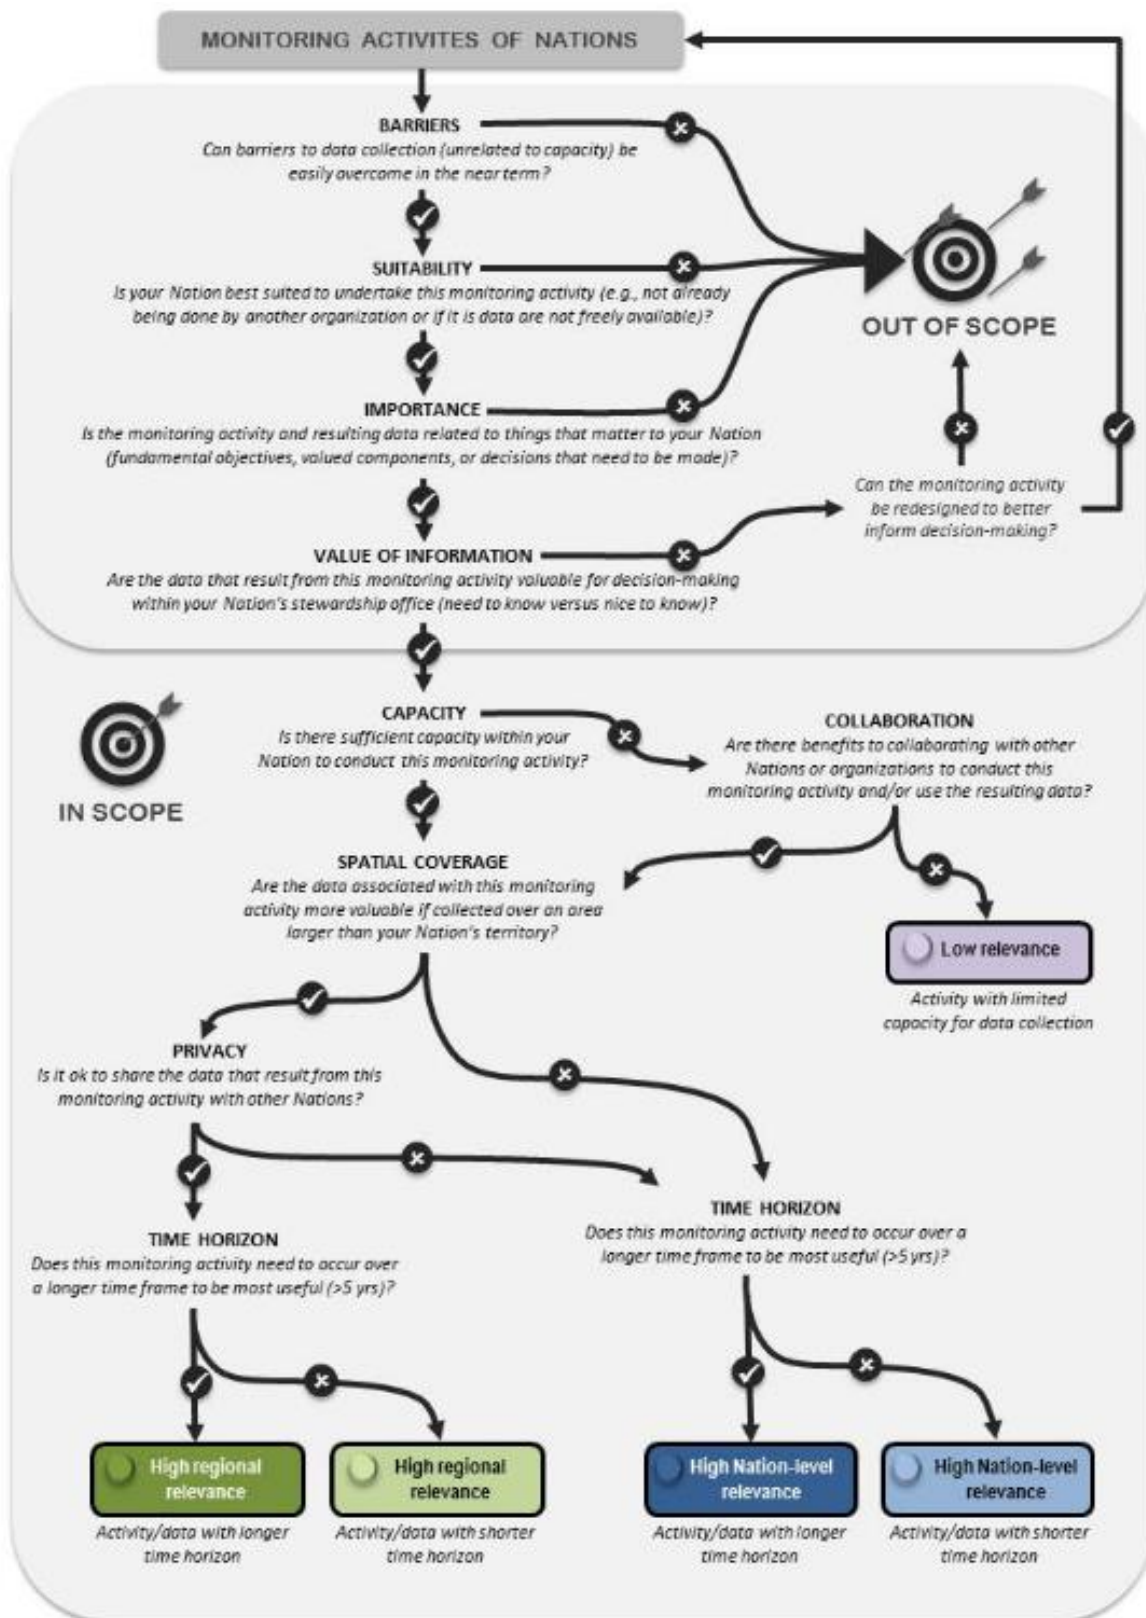 MONITORING ACTIVITES OF NATIONS
BARRIERS
Can barriers to data collection (unrelated to capacity) be
easily overcome in the near term?
SUITABILITY
Is your Nation best suited to undertake this monitoring activity (e.g., not already
being done by another organization or if it is data are not freely available)?
OUT OF SCOPE
IMPORTANCE
Is the monitoring activity and resulting data related to things that matter to your Nation
(fundamental objectives, valued components, or decisions that need to be made)?
Can the monitoring activity
be redesigned to better
inform decision-making?
VALUE OF INFORMATION
Are the data that result from this monitoring activity valuable for decision-making
within your Nation's stewardship office (need to know versus nice to know)?
IN SCOPE
CAPACITY
Is there sufficient capacity within your
Nation to conduct this monitoring activity?
COLLABORATION
Are there benefits to collaborating with other
Nations or organizations to conduct this
monitoring activity and/or use the resulting data?
SPATIAL COVERAGE
Are the data associated with this monitoring
activity more valuable if collected over an area
larger than your Nation's territory?
Low relevance
Activity with limited
capacity for data collection
PRIVACY
Is it ok to share the data that result from this
monitoring activity with other Nations?
TIME HORIZON
Does this monitoring activity need to occur over
a longer time frame to be most useful (>5 yrs)?
TIME HORIZON
Does this monitoring activity need to occur over a
longer time frame to be most useful (>5 yrs)?
High regional
relevance
Activity/data with longer
time horizon
High regional
relevance
Activity/data with shorter
time horizon
High Nation-level
relevance
Activity/data with longer
time horizon
High Nation-level
relevance
Activity/data with shorter
time horizon